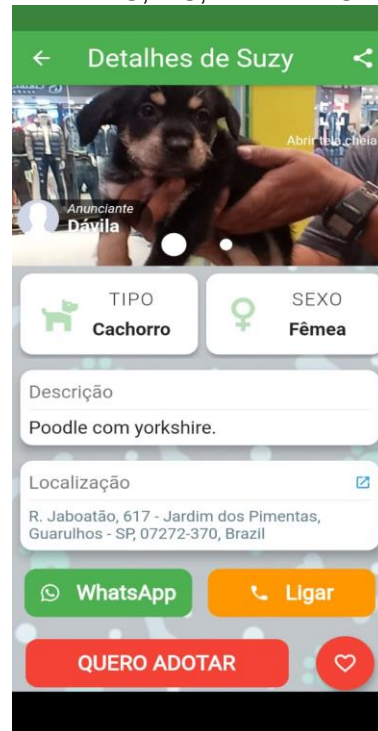 Detalhes de Suzy
Abrir tela cheia
Anunciante
Dávila
TIPO
Cachorro
SEXO
Fêmea
Descrição
Poodle com yorkshire.
Localização
R. Jaboatão, 617 - Jardim dos Pimentas,
Guarulhos - SP, 07272-370, Brazil
WhatsApp
Ligar
QUERO ADOTAR